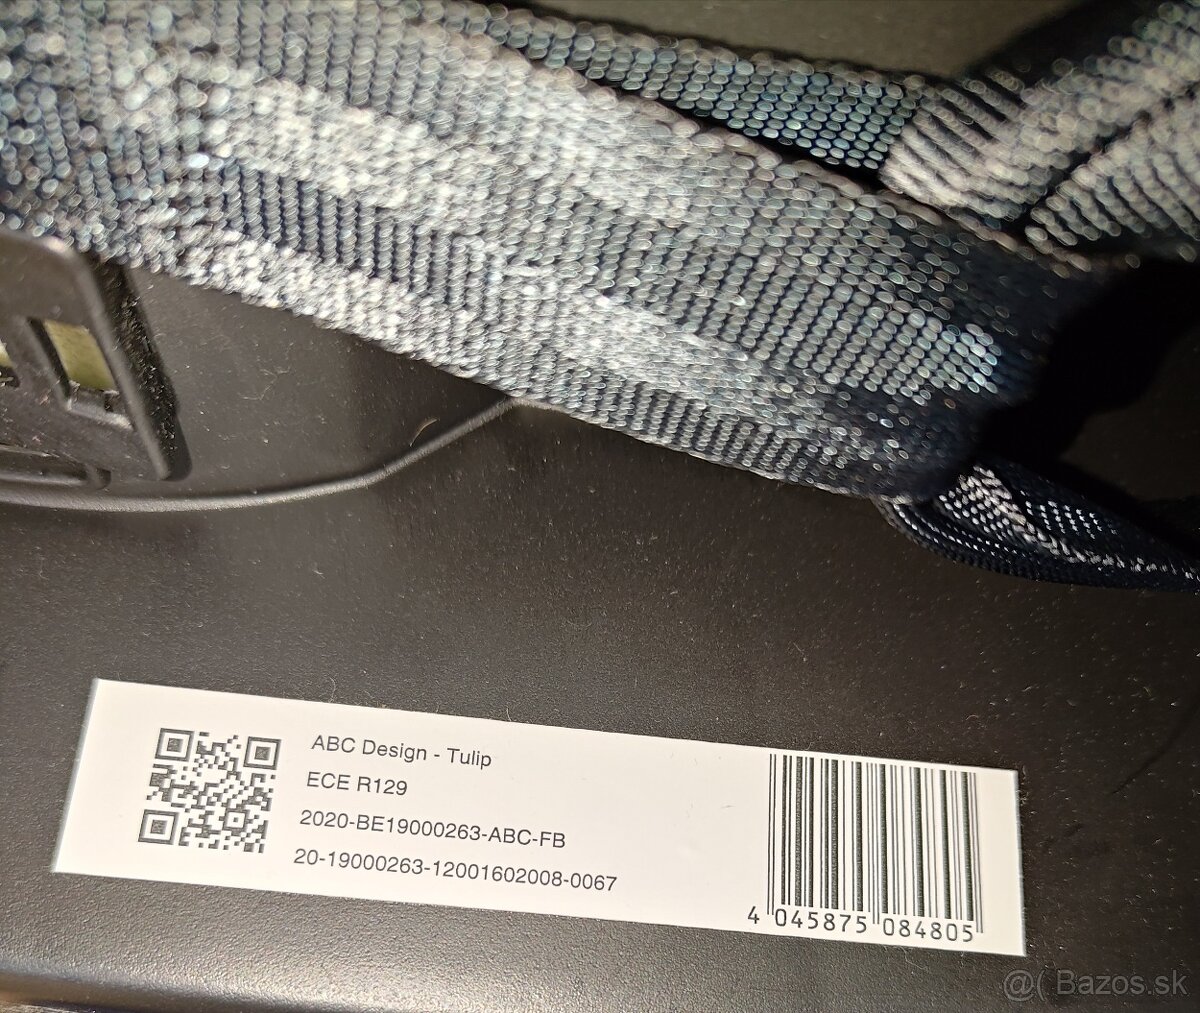 ABC Design - Tulip
ECE R129
2020-BE19000263-ABC-FB
20-19000263-12001602008-0067
4 045875 084805
@( Bazos.sk